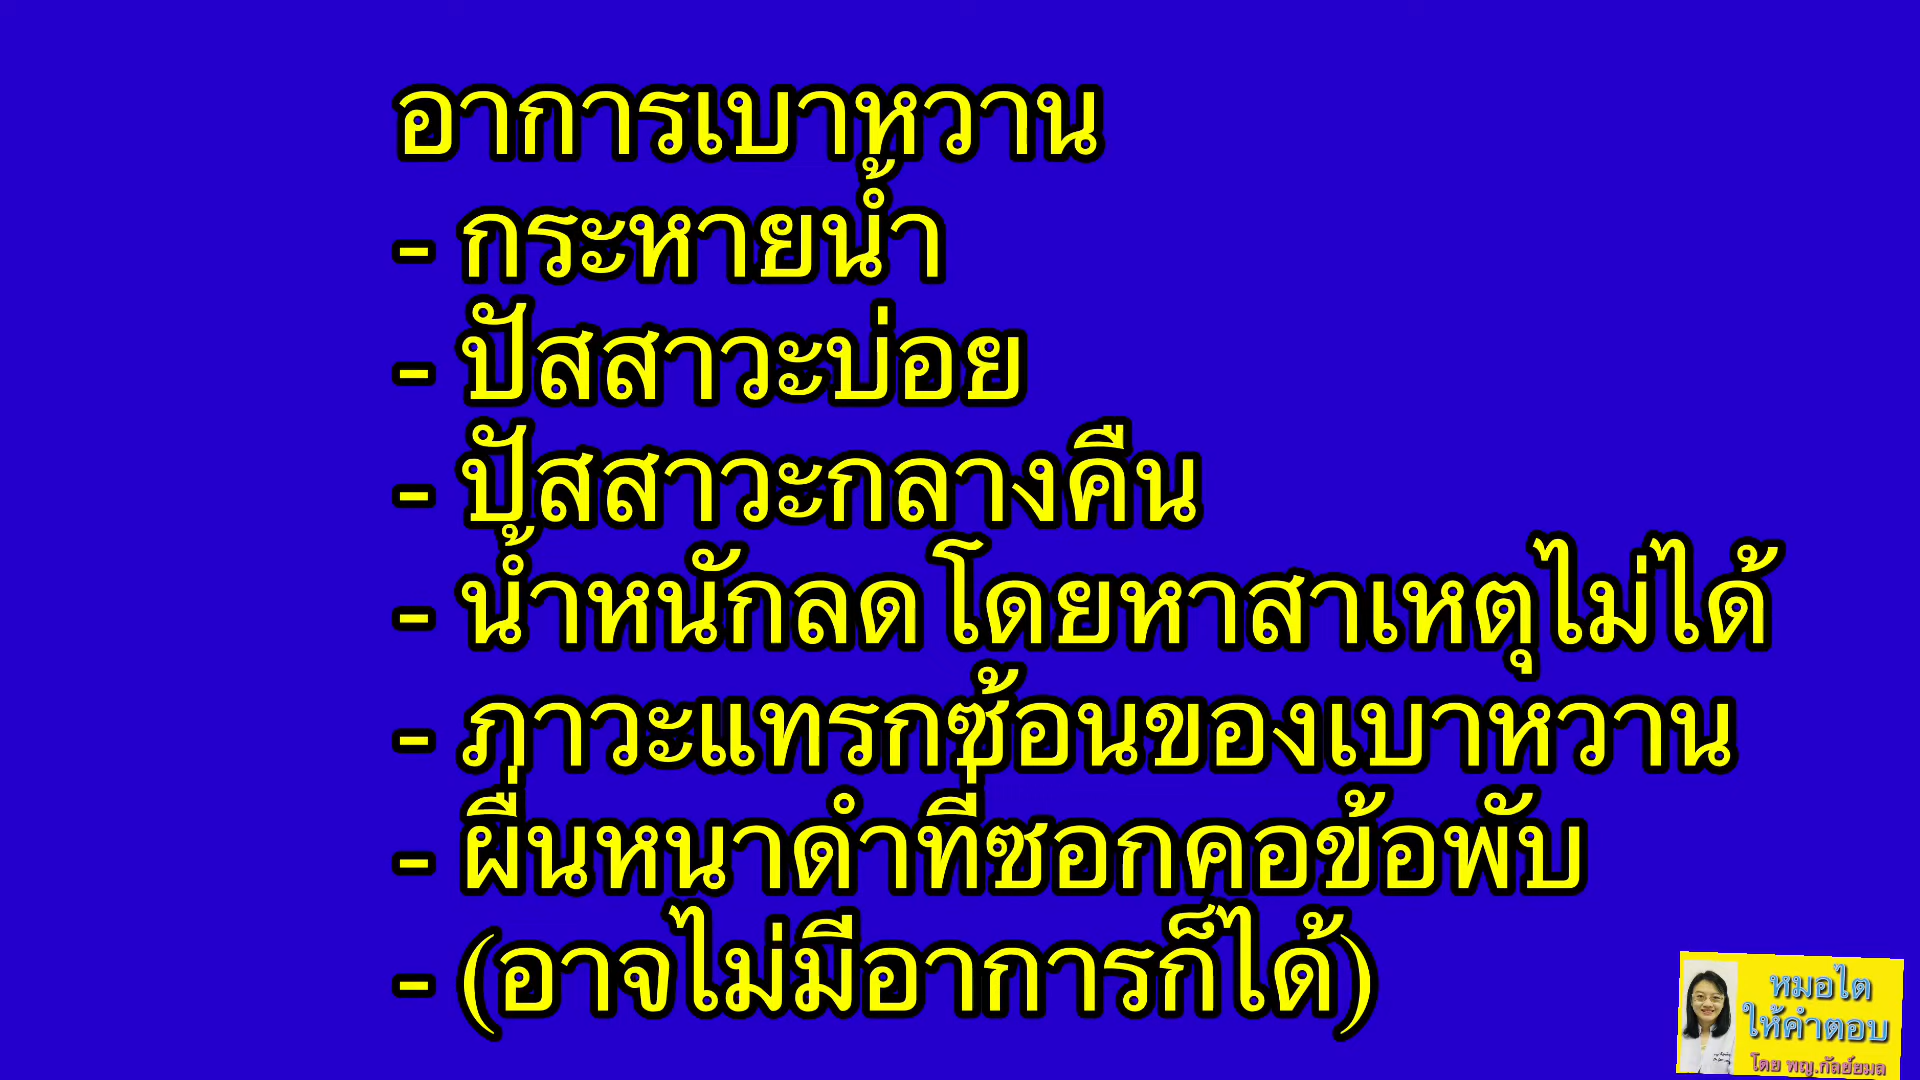 อาการเบาหวาน
- กระหายน้ำ
- ปัสสาวะบ่อย
- ปัสสาวะกลางคืน
- น้ำหนักลด โดยหาสาเหตุไม่ได้
- ภาวะแทรกซ้อนของเบาหวาน
- ผื่นหนาดำที่ซอกคอข้อพับ
- (อาจไม่มีอาการก็ได้)
หมอไต
ให้คำตอบ
โดย พญ.กัลย์ยมล